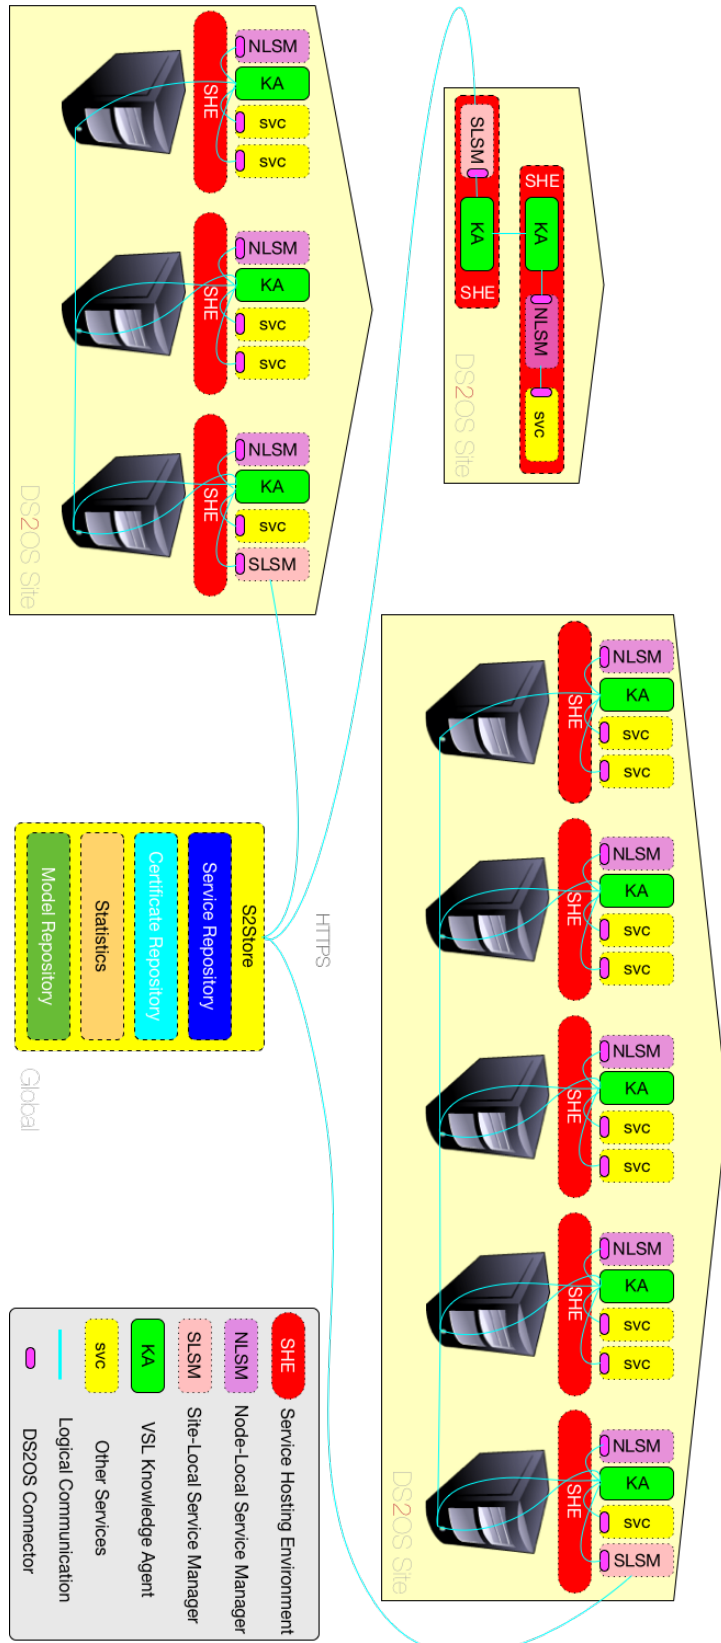 NLSM
KA
svc
svc
SHE
NLSM
KA
svc
svc
SHE
NLSM
KA
svc
SLSM
SHE
DS2OS Site
SLSM
KA
SHE
SHE
KA
NLSM
svc
DS2OS Site
NLSM
KA
svc
svc
SHE
NLSM
KA
svc
svc
SHE
NLSM
KA
svc
svc
SHE
NLSM
KA
svc
svc
SHE
NLSM
KA
svc
SLSM
SHE
DS2OS Site
HTTPS
S2Store
Service Repository
Certificate Repository
Statistics
Model Repository
Global
SHE Service Hosting Environment
NLSM Node-Local Service Manager
SLSM Site-Local Service Manager
KA VSL Knowledge Agent
svc Other Services
Logical Communication
DS2OS Connector